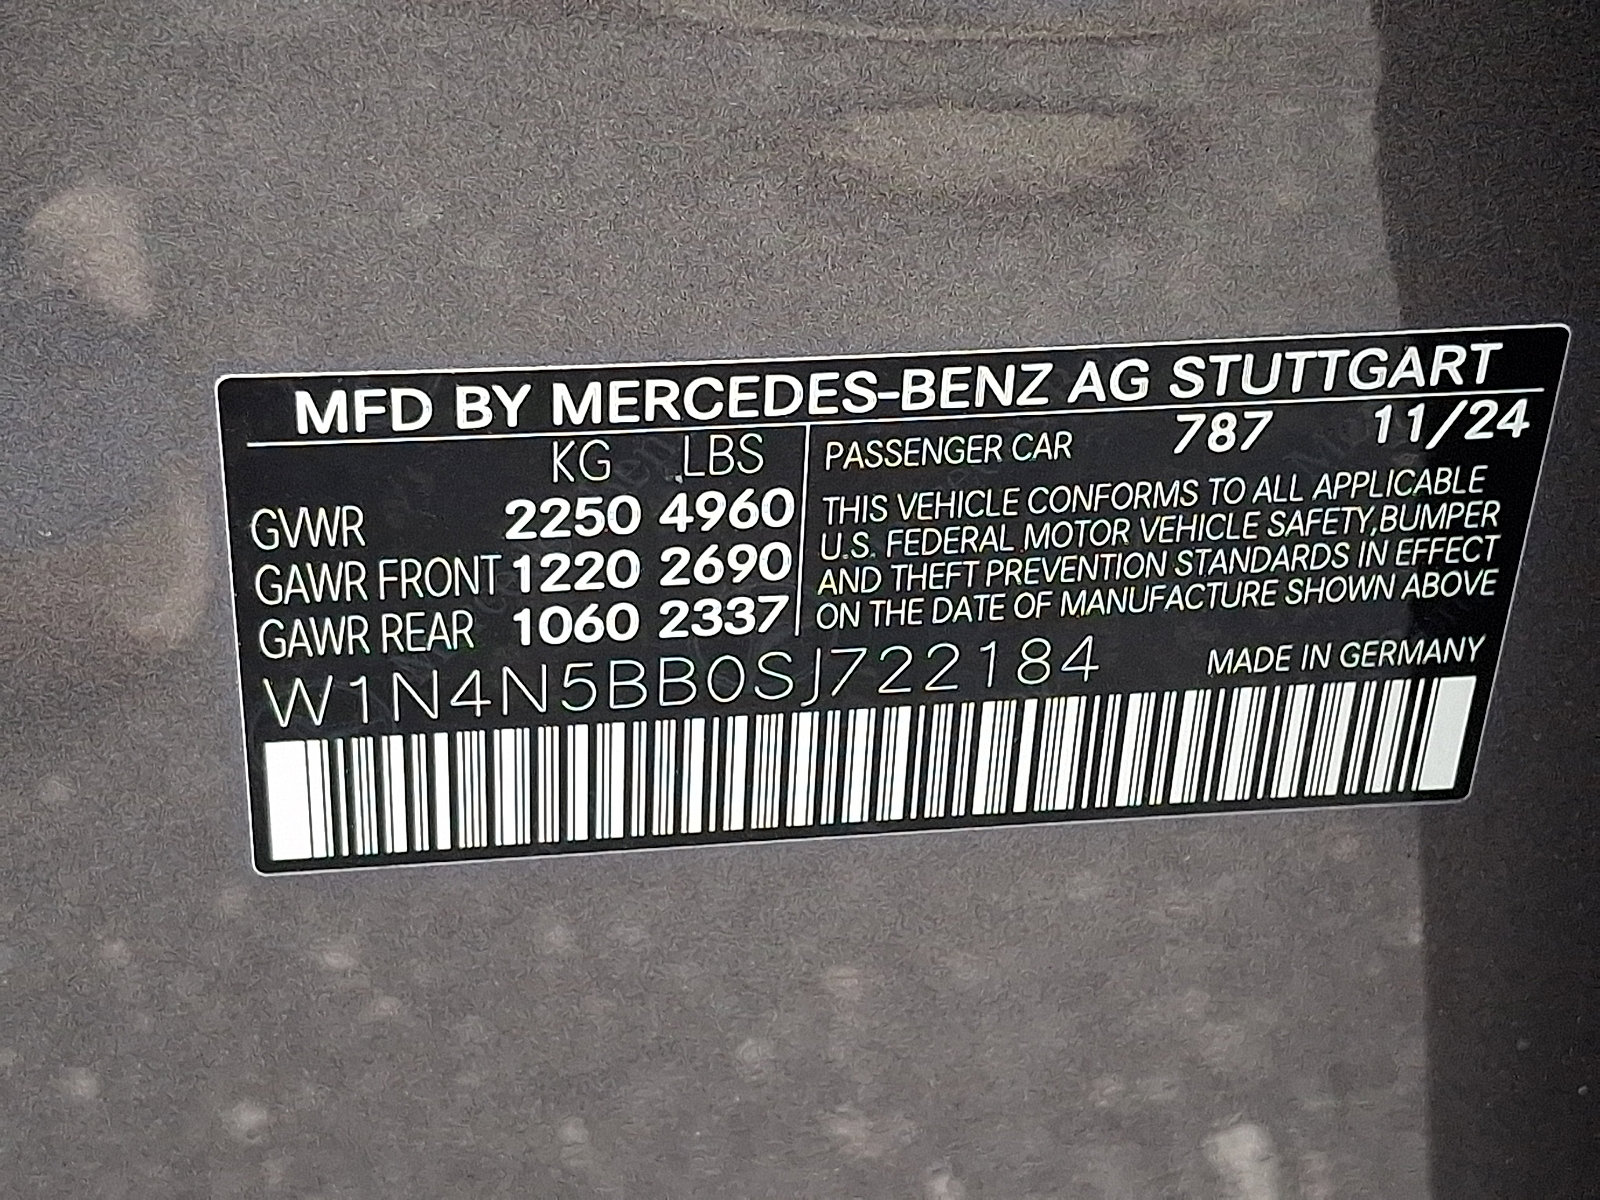 MFD BY MERCEDES-BENZ AG STUTTGART
KG LBS
GVWR 2250 4960
GAWR FRONT 1220 2690
GAWR REAR 1060 2337
PASSENGER CAR 787 11/24
THIS VEHICLE CONFORMS TO ALL APPLICABLE
U.S. FEDERAL MOTOR VEHICLE SAFETY,BUMPER
AND THEFT PREVENTION STANDARDS IN EFFECT
ON THE DATE OF MANUFACTURE SHOWN ABOVE
W1N4N5BB0SJ722184
MADE IN GERMANY